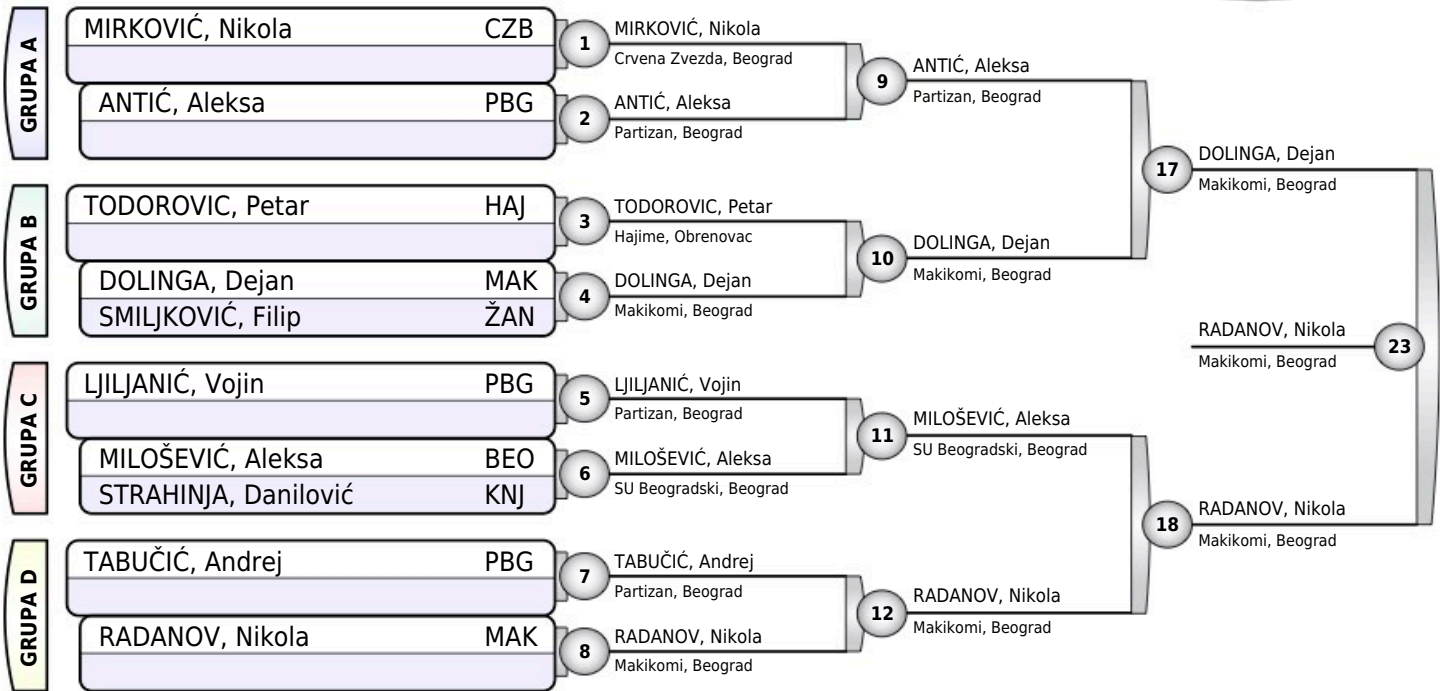 GRUPA A
MIRKOVIĆ, Nikola CZB
ANTIĆ, Aleksa PBG
GRUPA B
TODOROVIC, Petar HAJ
DOLINGA, Dejan MAK
SMILJKOVIĆ, Filip ŽAN
GRUPA C
LJILJANIĆ, Vojin PBG
MILOŠEVIĆ, Aleksa BEO
STRAHINJA, Danilović KNJ
GRUPA D
TABUČIĆ, Andrej PBG
RADANOV, Nikola MAK
1 MIRKOVIĆ, Nikola
Crvena Zvezda, Beograd
2 ANTIĆ, Aleksa
Partizan, Beograd
3 TODOROVIC, Petar
Hajime, Obrenovac
4 DOLINGA, Dejan
Makikomi, Beograd
5 LJILJANIĆ, Vojin
Partizan, Beograd
6 MILOŠEVIĆ, Aleksa
SU Beogradski, Beograd
7 TABUČIĆ, Andrej
Partizan, Beograd
8 RADANOV, Nikola
Makikomi, Beograd
9 ANTIĆ, Aleksa
Partizan, Beograd
10 DOLINGA, Dejan
Makikomi, Beograd
11 MILOŠEVIĆ, Aleksa
SU Beogradski, Beograd
12 RADANOV, Nikola
Makikomi, Beograd
17 DOLINGA, Dejan
Makikomi, Beograd
18 RADANOV, Nikola
Makikomi, Beograd
RADANOV, Nikola 23
Makikomi, Beograd